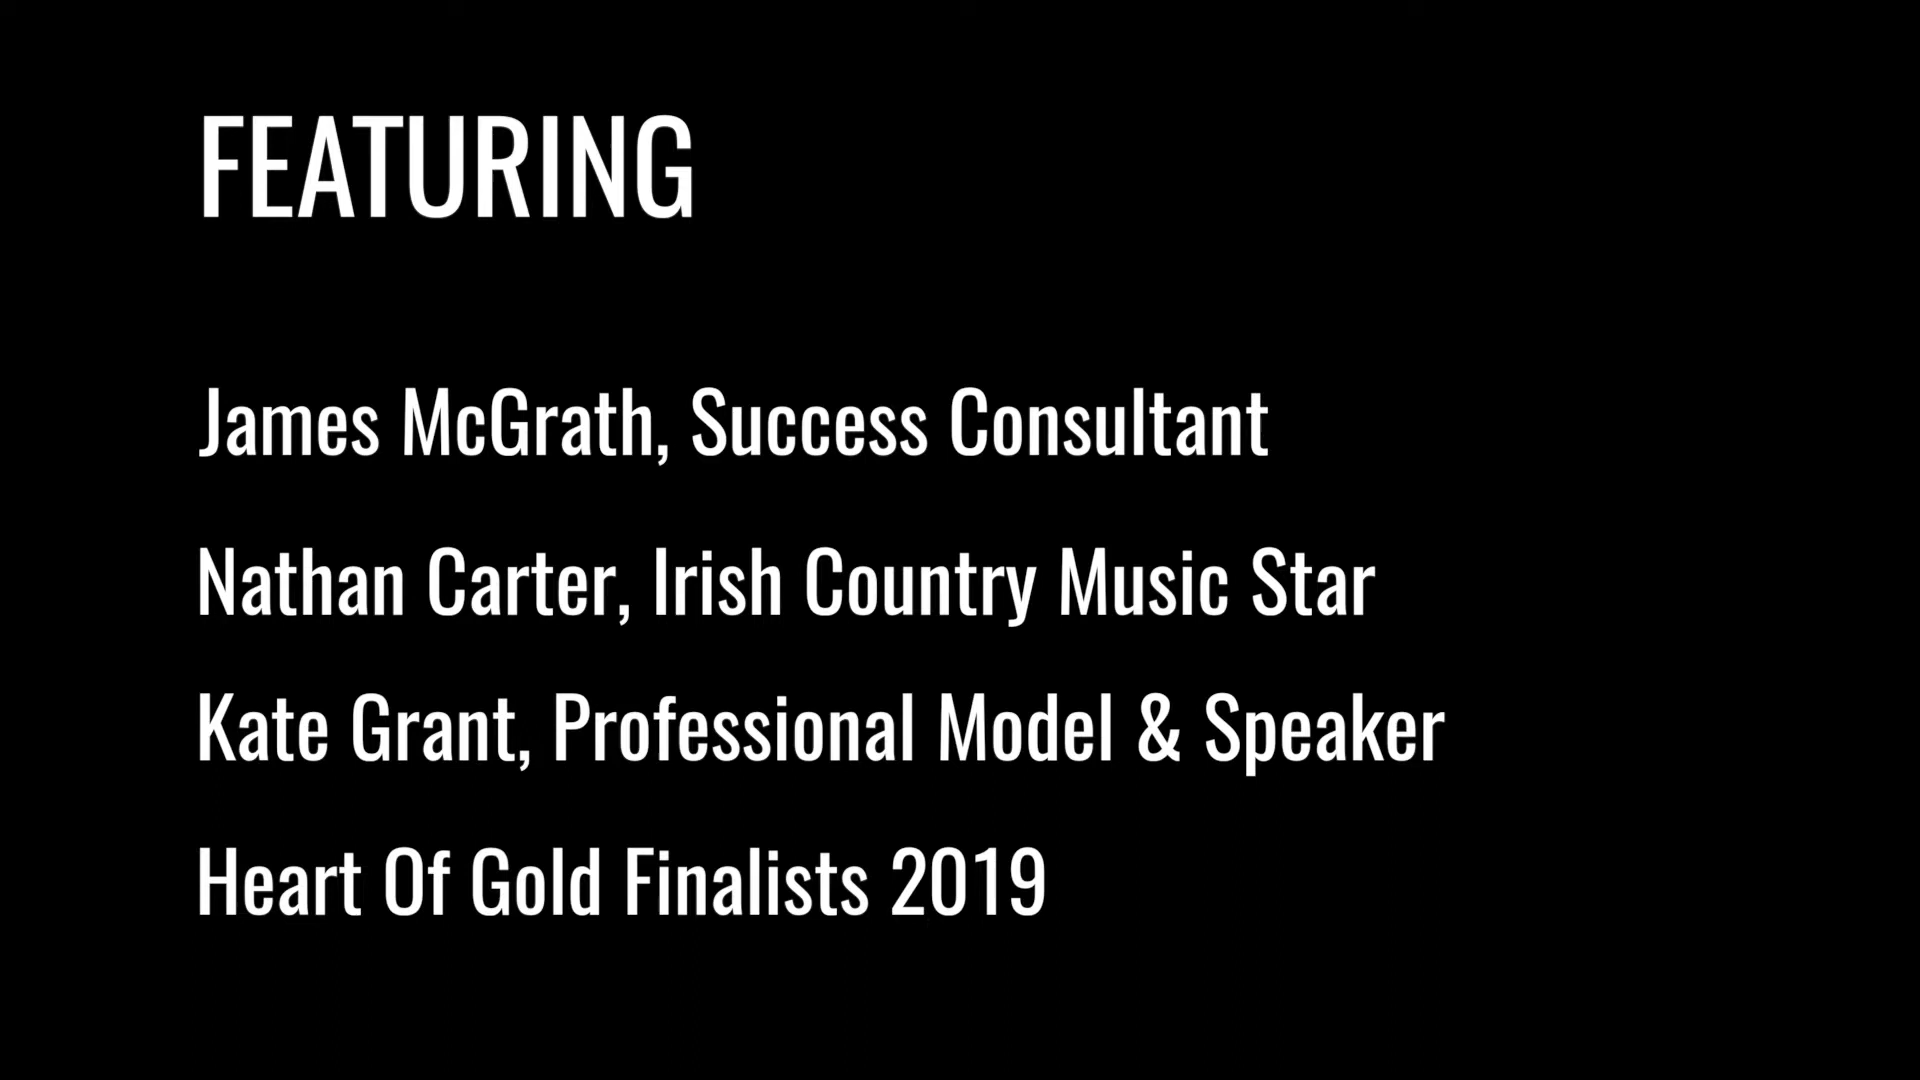 FEATURING
James McGrath, Success Consultant
Nathan Carter, Irish Country Music Star
Kate Grant, Professional Model & Speaker
Heart Of Gold Finalists 2019